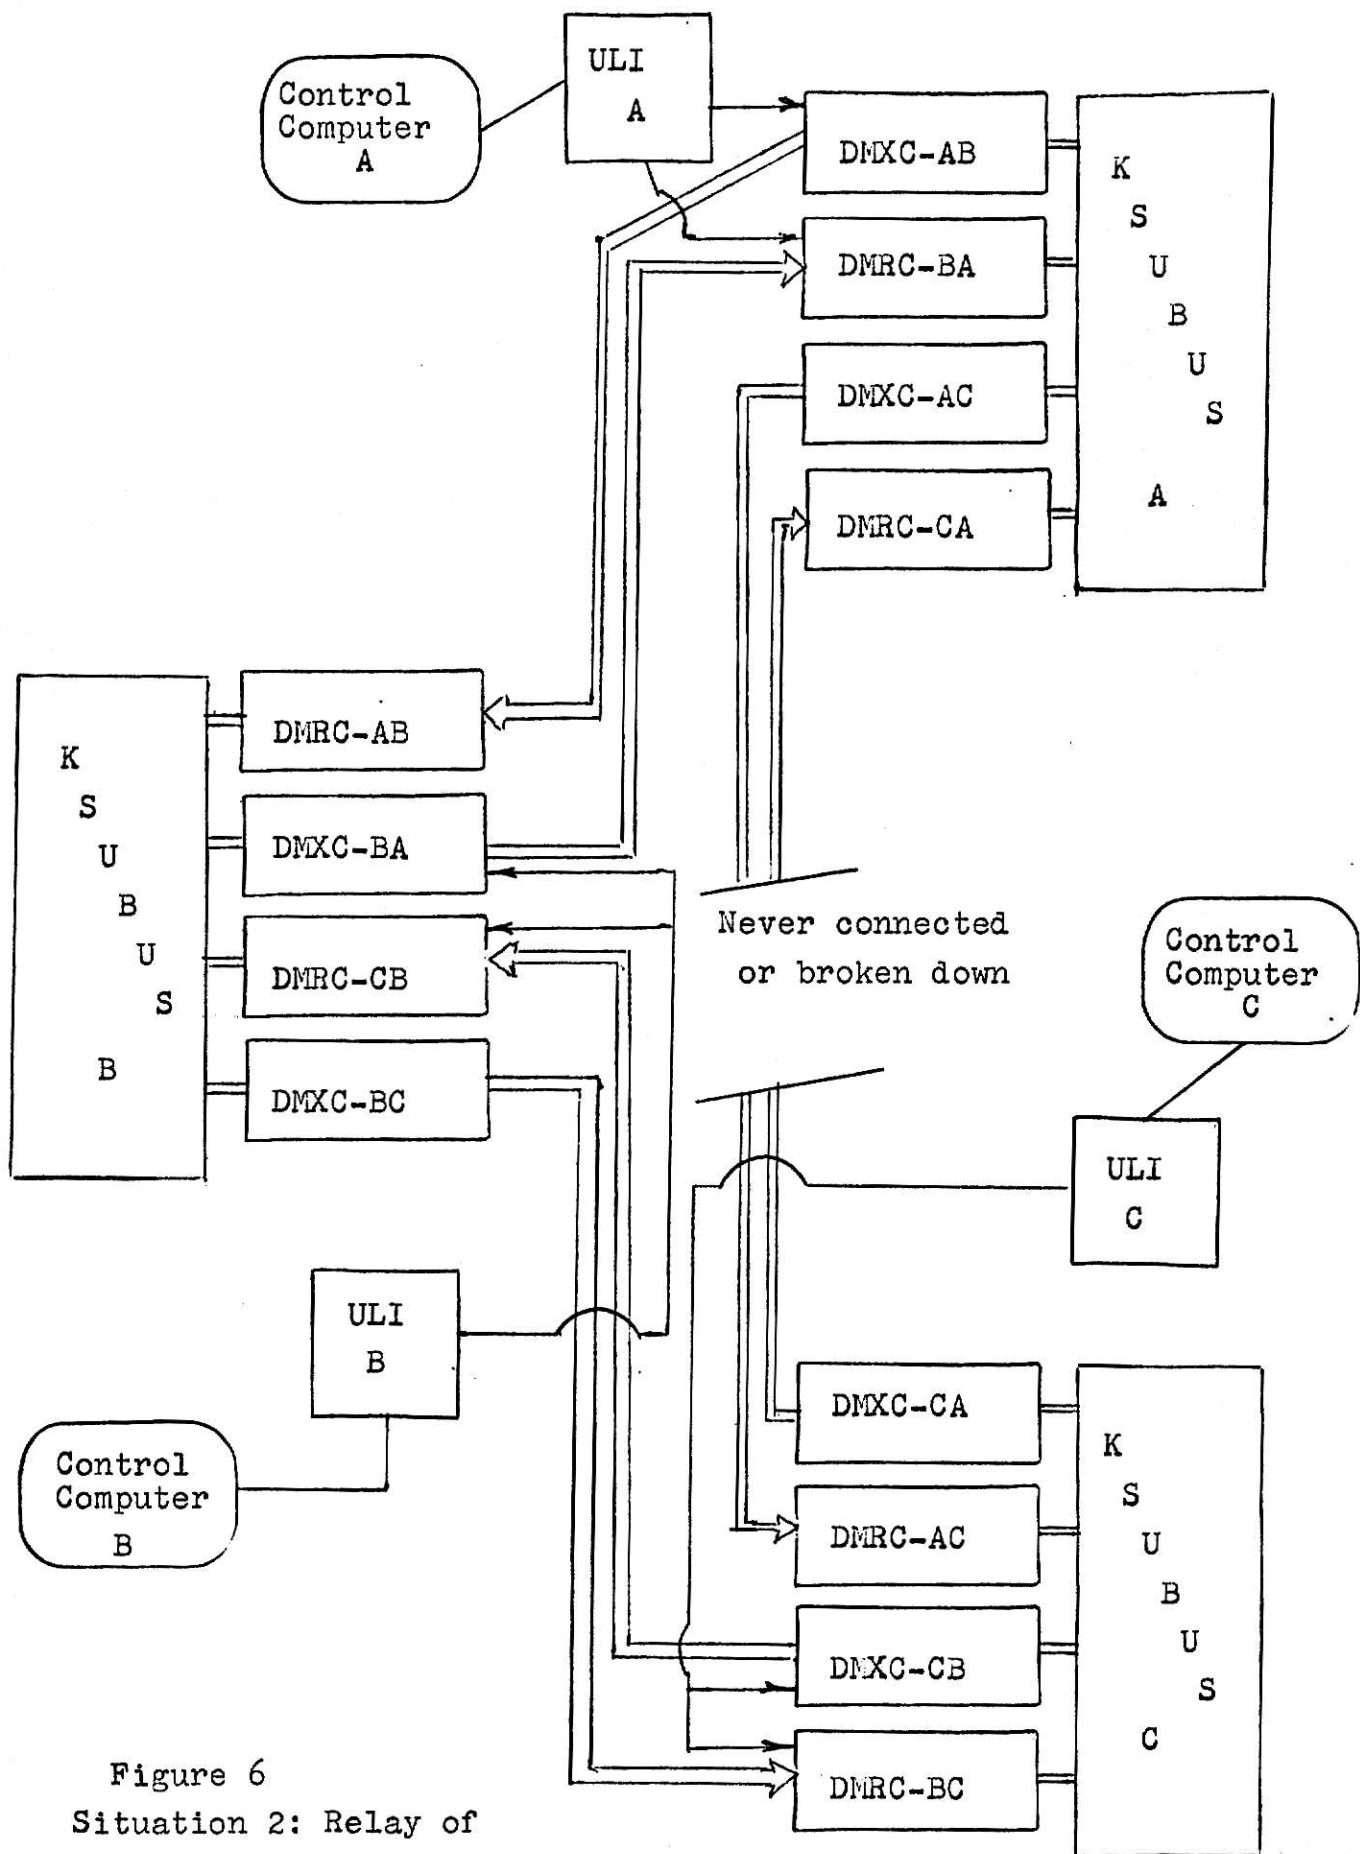 Control
Computer
A
ULI
A
DMXC-AB
DMRC-BA
DMXC-AC
DMRC-CA
K
S
U
B
U
S
A
K
S
U
B
U
S
B
DMRC-AB
DMXC-BA
DMRC-CB
DMXC-BC
Never connected
or broken down
Control
Computer
C
ULI
C
ULI
B
Control
Computer
B
DMXC-CA
DMRC-AC
DMXC-CB
DMRC-BC
K
S
U
B
U
S
C
Figure 6
Situation 2: Relay of